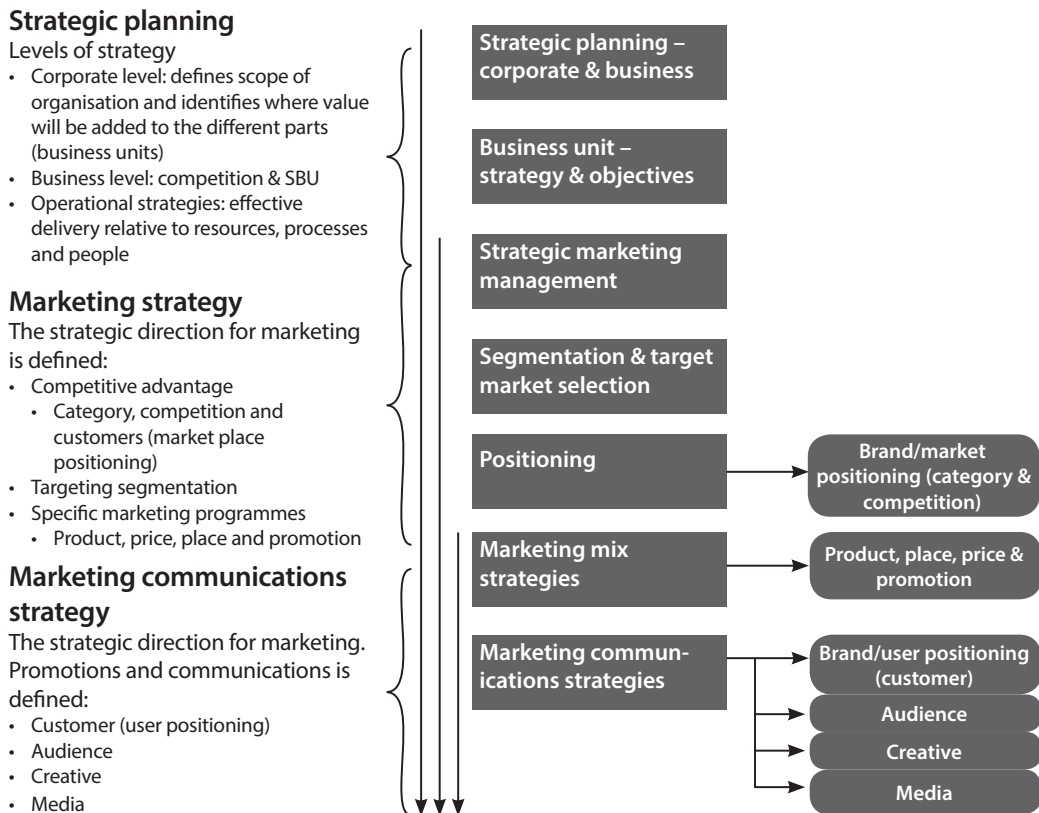 Strategic planning
Levels of strategy
• Corporate level: defines scope of
organisation and identifies where value
will be added to the different parts
(business units)
• Business level: competition & SBU
• Operational strategies: effective
delivery relative to resources, processes
and people
Marketing strategy
The strategic direction for marketing
is defined:
• Competitive advantage
• Category, competition and
customers (market place
positioning)
• Targeting segmentation
• Specific marketing programmes
• Product, price, place and promotion
Marketing communications
strategy
The strategic direction for marketing.
Promotions and communications is
defined:
• Customer (user positioning)
• Audience
• Creative
• Media
Strategic planning –
corporate & business
Business unit –
strategy & objectives
Strategic marketing
management
Segmentation & target
market selection
Positioning
Marketing mix
strategies
Marketing commun-
ications strategies
Brand/market
positioning (category &
competition)
Product, place, price &
promotion
Brand/user positioning
(customer)
Audience
Creative
Media